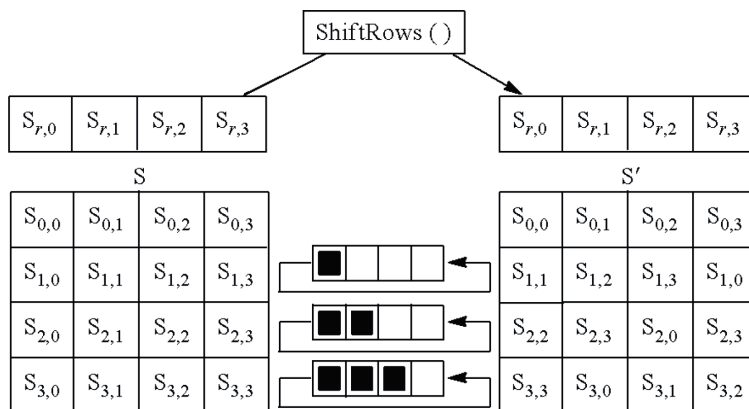 ShiftRows ( )
S_{r,0} S_{r,1} S_{r,2} S_{r,3} S_{r,0} S_{r,1} S_{r,2} S_{r,3}
S S′
S_{0,0} S_{0,1} S_{0,2} S_{0,3} S_{0,0} S_{0,1} S_{0,2} S_{0,3}
S_{1,0} S_{1,1} S_{1,2} S_{1,3} S_{1,1} S_{1,2} S_{1,3} S_{1,0}
S_{2,0} S_{2,1} S_{2,2} S_{2,3} S_{2,2} S_{2,3} S_{2,0} S_{2,3}
S_{3,0} S_{3,1} S_{3,2} S_{3,3} S_{3,3} S_{3,0} S_{3,1} S_{3,2}